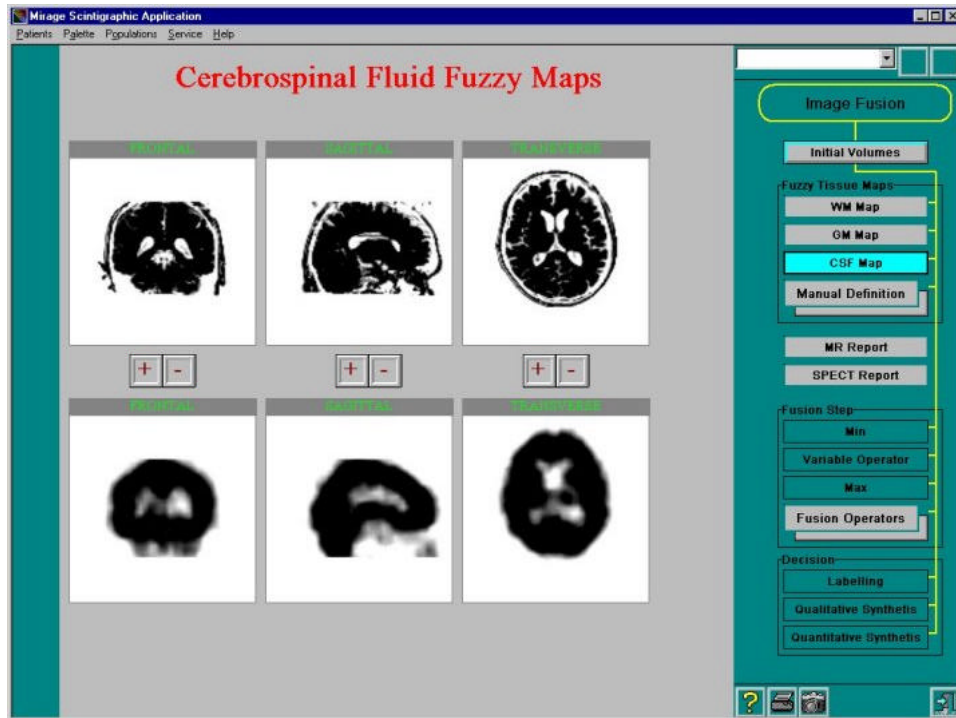 Mirage Scintigraphic Application
Patients Palette Populations Service Help
Cerebrospinal Fluid Fuzzy Maps
FRONTAL SAGITTAL TRANSVERSE
+ - + - + -
FRONTAL SAGITTAL TRANSVERSE
Image Fusion
Initial Volumes
Fuzzy Tissue Maps
WM Map
GM Map
CSF Map
Manual Definition
MR Report
SPECT Report
Fusion Step
Min
Variable Operator
Max
Fusion Operators
Decision
Labelling
Qualitative Synthetis
Quantitative Synthetis
?